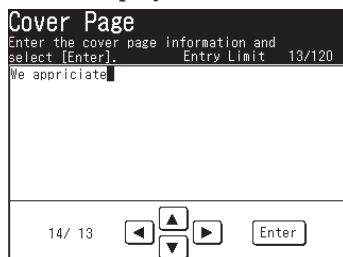 Cover Page
Enter the cover page information and
select [Enter]. Entry Limit 13/120
We appriciate
14/ 13 Enter